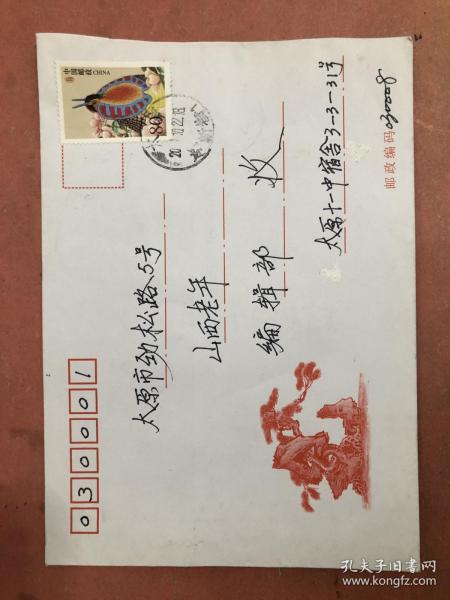 030001
中国邮政 CHINA
80
太原市劲松路5号
山西老年
编辑部 收
太原十一中宿舍3-2-31号
邮政编码 030008
孔夫子旧书网
www.kongfz.com